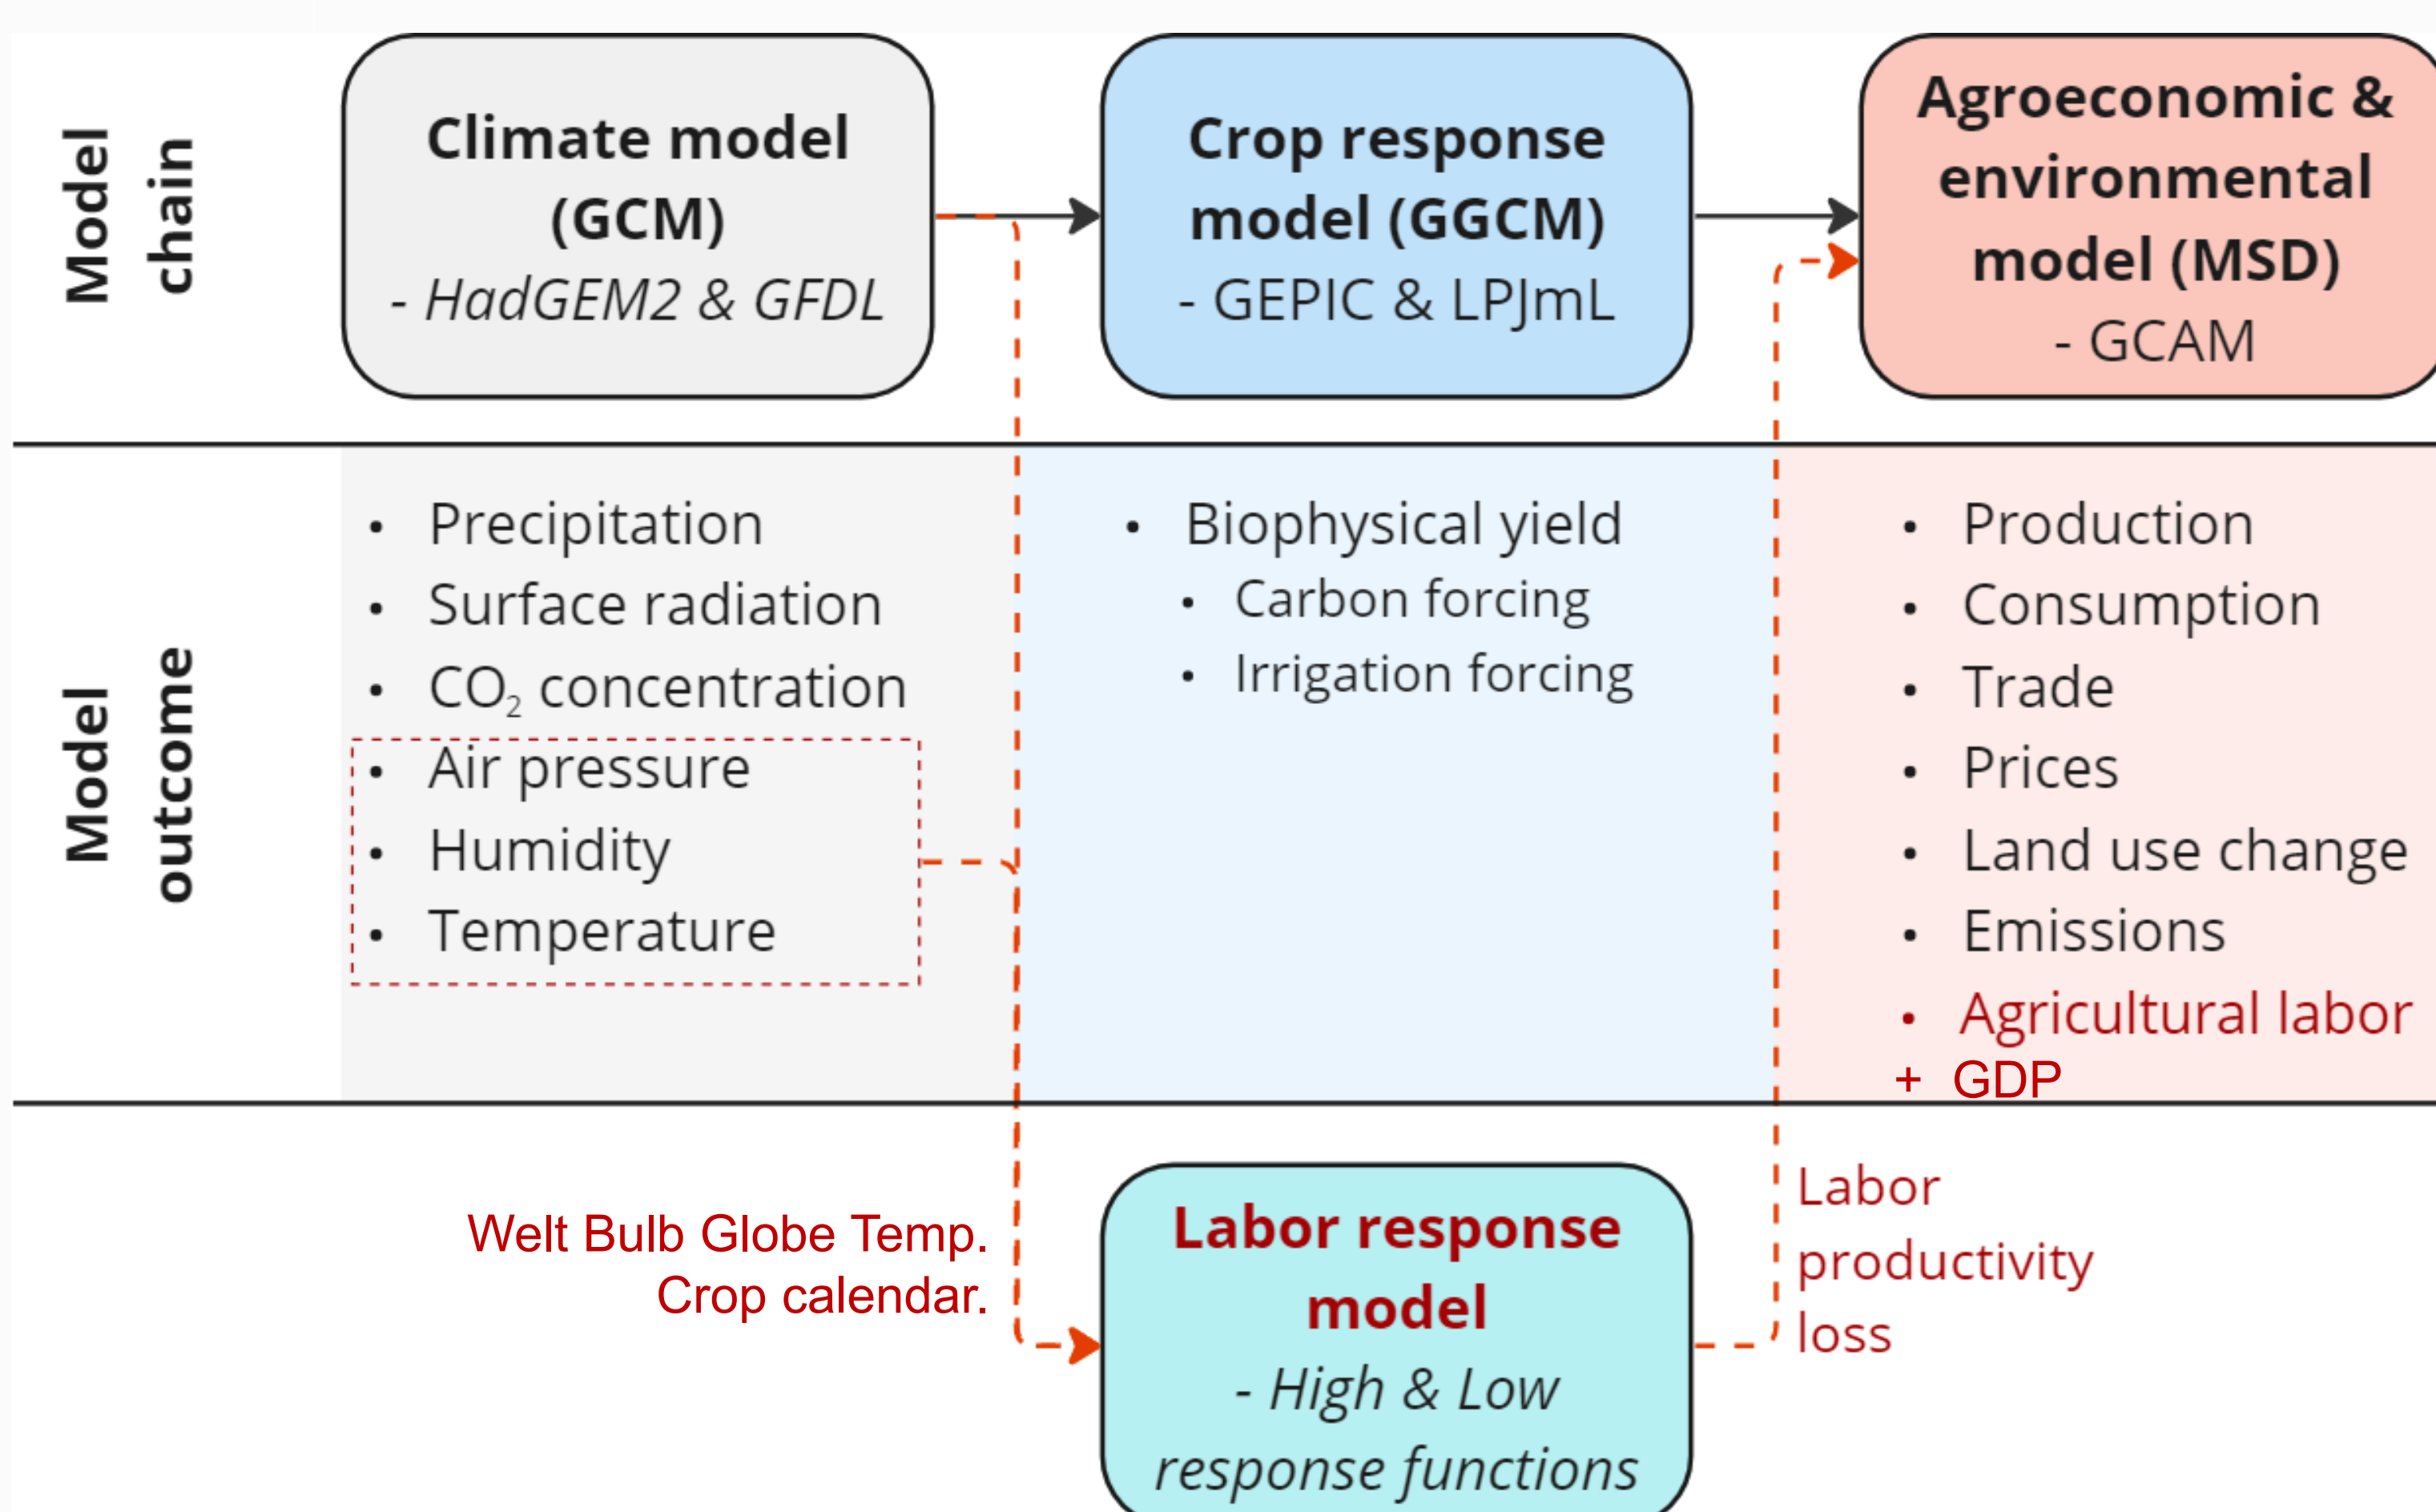 Model
chain
Climate model
(GCM)
- HadGEM2 & GFDL
Crop response
model (GGCM)
- GEPIC & LPJmL
Agroeconomic &
environmental
model (MSD)
- GCAM
Model
outcome
• Precipitation
• Surface radiation
• CO₂ concentration
• Air pressure
• Humidity
• Temperature
• Biophysical yield
• Carbon forcing
• Irrigation forcing
• Production
• Consumption
• Trade
• Prices
• Land use change
• Emissions
• Agricultural labor
+ GDP
Welt Bulb Globe Temp.
Crop calendar.
Labor response
model
- High & Low
response functions
Labor
productivity
loss